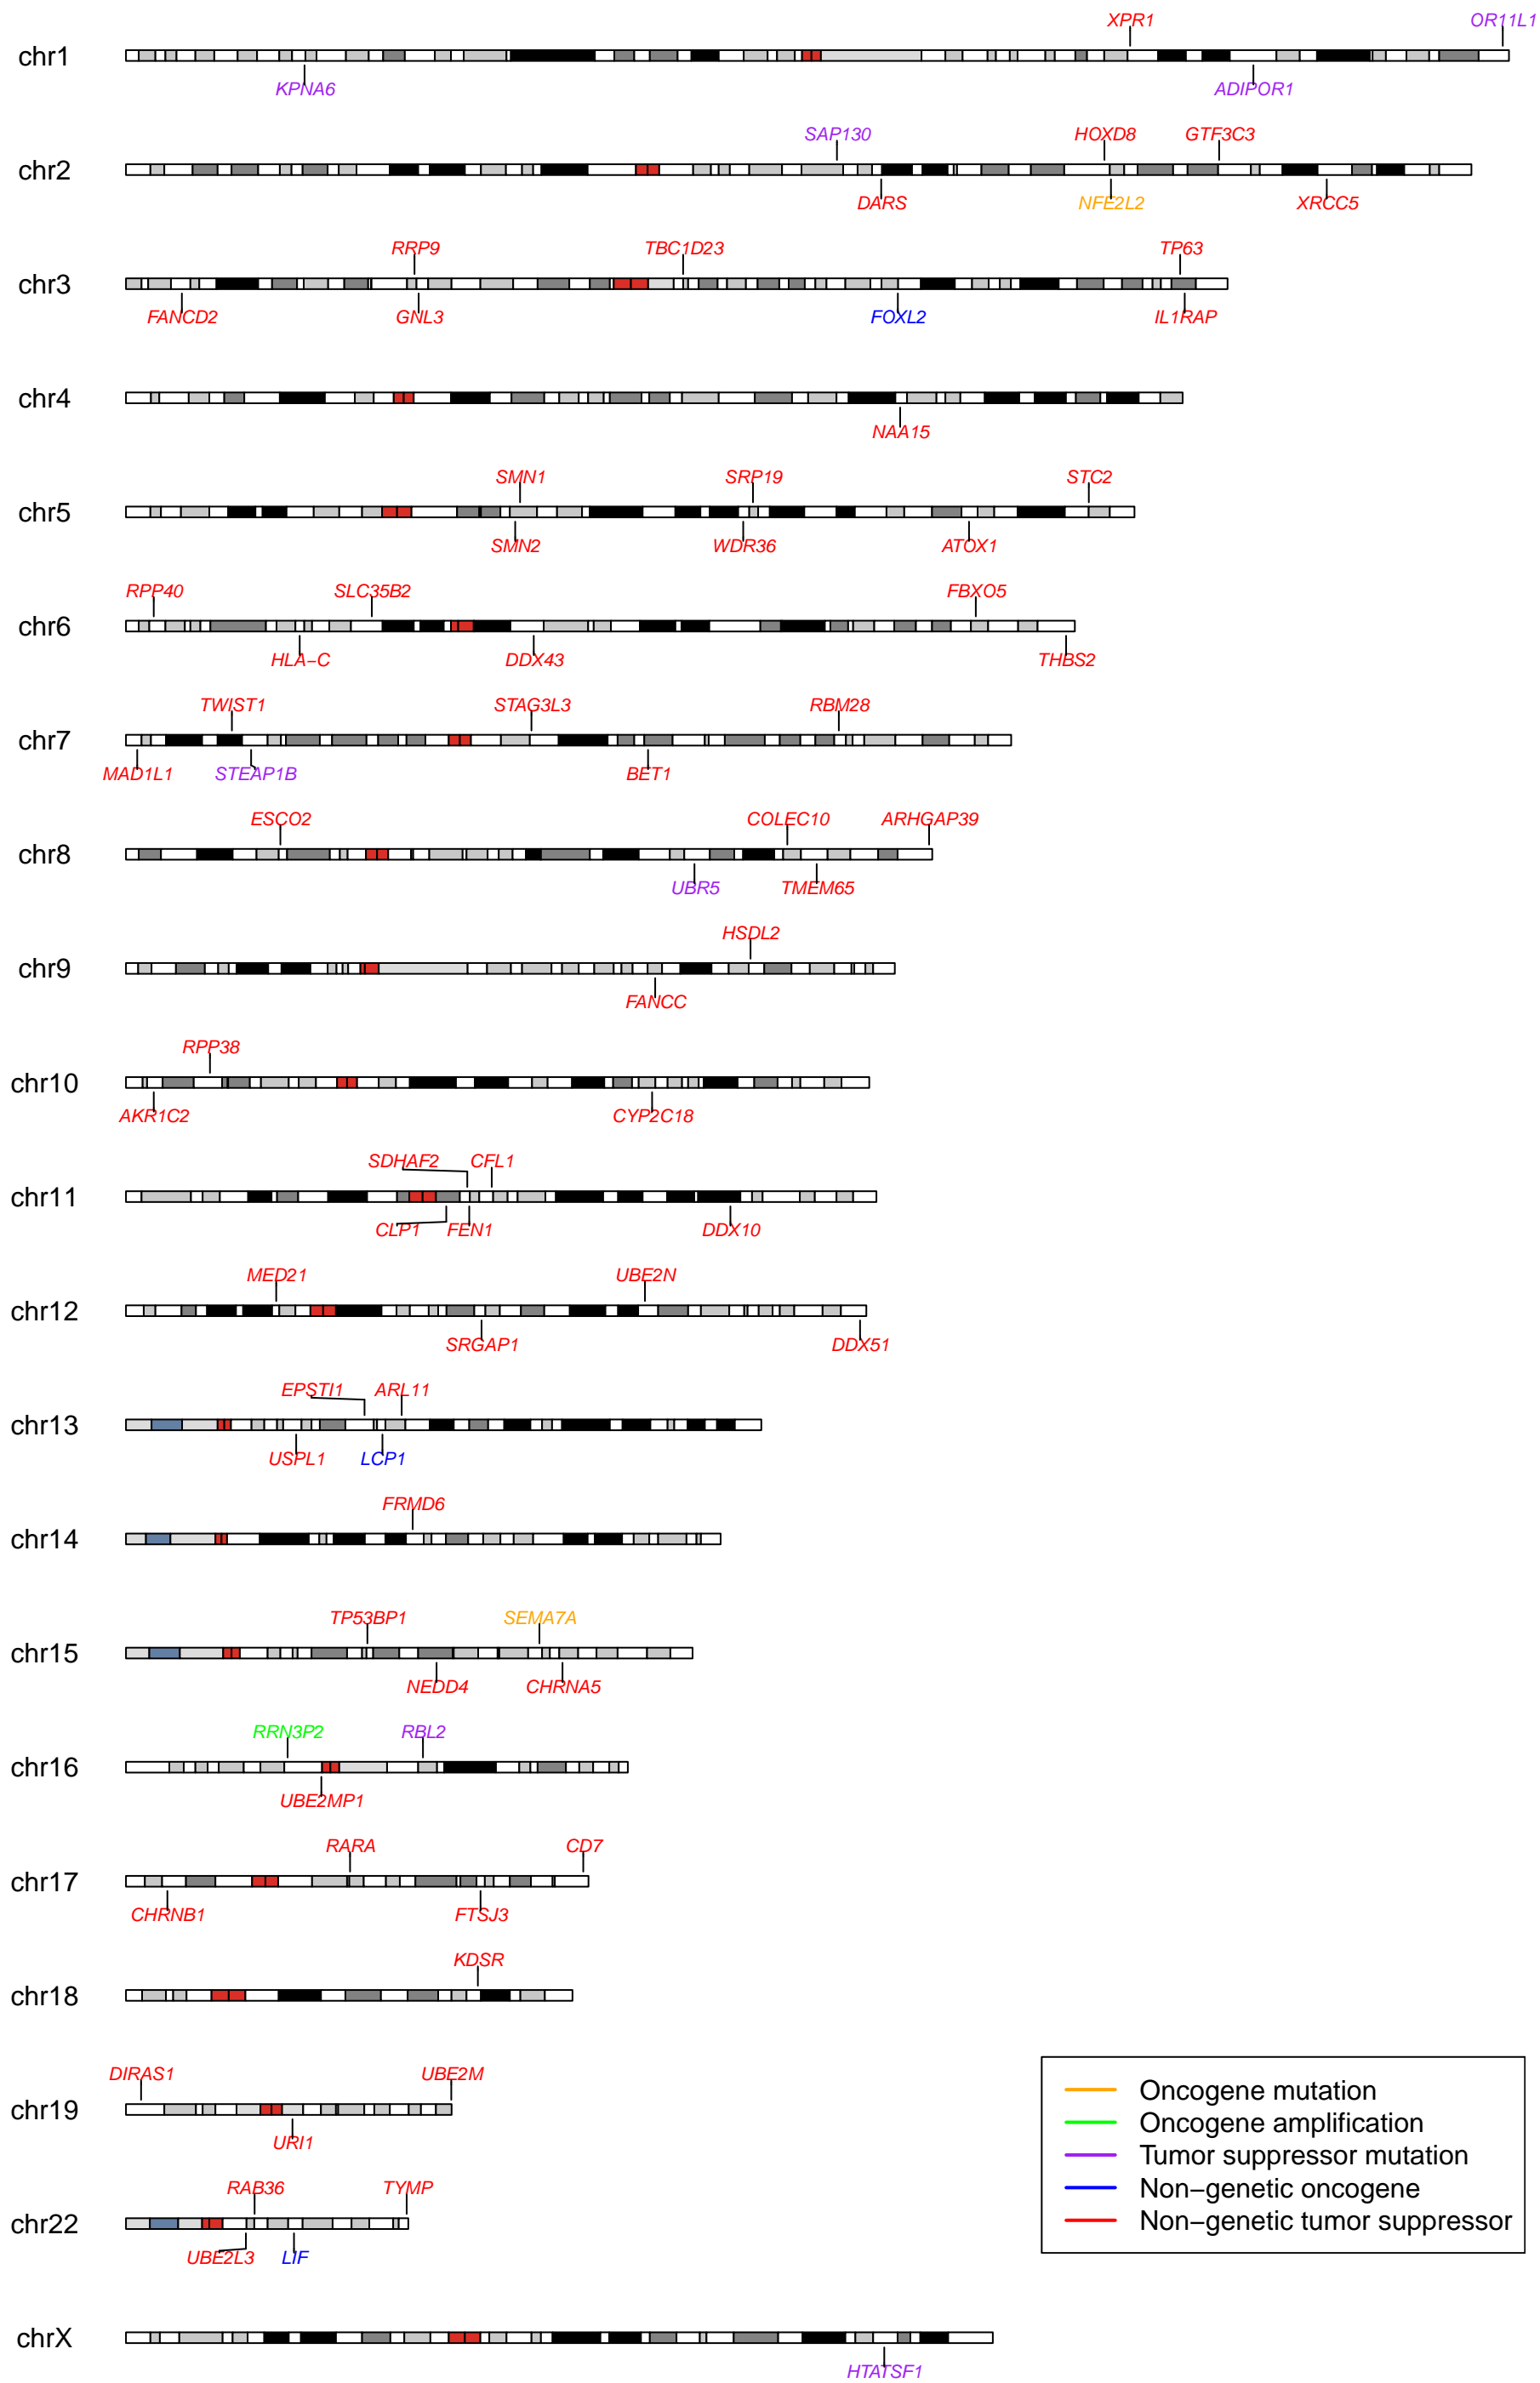 XPR1 OR11L1
chr1
KPNA6 ADIPOR1
SAP130 HOXD8 GTF3C3
chr2
DARS NFE2L2 XRCC5
RRP9 TBC1D23 TP63
chr3
FANCD2 GNL3 FOXL2 IL1RAP
chr4
NAA15
SMN1 SRP19 STC2
chr5
SMN2 WDR36 ATOX1
RPP40 SLC35B2 FBXO5
chr6
HLA−C DDX43 THBS2
TWIST1 STAG3L3 RBM28
chr7
MAD1L1 STEAP1B BET1
ESCO2 COLEC10 ARHGAP39
chr8
UBR5 TMEM65
HSDL2
chr9
FANCC
RPP38
chr10
AKR1C2 CYP2C18
SDHAF2 CFL1
chr11
CLP1 FEN1 DDX10
MED21 UBE2N
chr12
SRGAP1 DDX51
EPSTI1 ARL11
chr13
USPL1 LCP1
FRMD6
chr14
TP53BP1 SEMA7A
chr15
NEDD4 CHRNA5
RRN3P2 RBL2
chr16
UBE2MP1
RARA CD7
chr17
CHRNB1 FTSJ3
KDSR
chr18
DIRAS1 UBE2M
chr19
URI1
RAB36 TYMP
chr22
UBE2L3 LIF
chrX
HTATSF1
Oncogene mutation
Oncogene amplification
Tumor suppressor mutation
Non−genetic oncogene
Non−genetic tumor suppressor